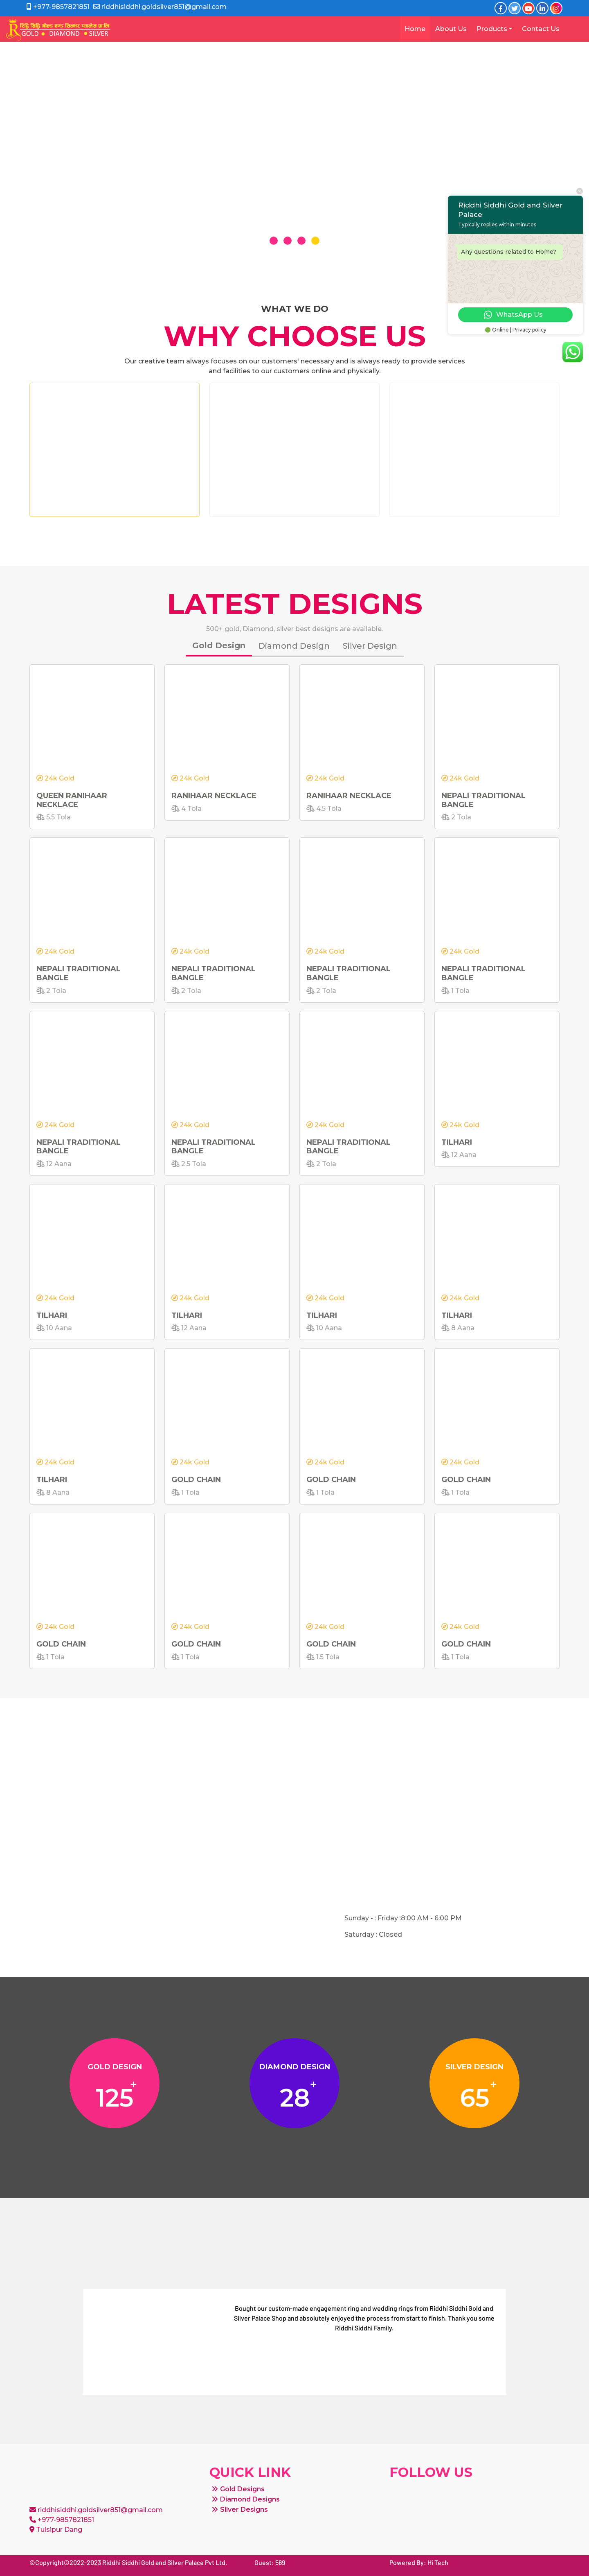 +977-9857821851 riddhisiddhi.goldsilver851@gmail.com
GOLD • DIAMOND • SILVER
Home About Us Products Contact Us
Riddhi Siddhi Gold and Silver
Palace
Typically replies within minutes
Any questions related to Home?
WhatsApp Us
Online | Privacy policy
WHAT WE DO
WHY CHOOSE US
Our creative team always focuses on our customers' necessary and is always ready to provide services
and facilities to our customers online and physically.
LATEST DESIGNS
500+ gold, Diamond, silver best designs are available.
Gold Design Diamond Design Silver Design
24k Gold 24k Gold 24k Gold 24k Gold
QUEEN RANIHAAR NECKLACE RANIHAAR NECKLACE RANIHAAR NECKLACE NEPALI TRADITIONAL BANGLE
5.5 Tola 4 Tola 4.5 Tola 2 Tola
24k Gold 24k Gold 24k Gold 24k Gold
NEPALI TRADITIONAL BANGLE NEPALI TRADITIONAL BANGLE NEPALI TRADITIONAL BANGLE NEPALI TRADITIONAL BANGLE
2 Tola 2 Tola 2 Tola 1 Tola
24k Gold 24k Gold 24k Gold 24k Gold
NEPALI TRADITIONAL BANGLE NEPALI TRADITIONAL BANGLE NEPALI TRADITIONAL BANGLE TILHARI
12 Aana 2.5 Tola 2 Tola 12 Aana
24k Gold 24k Gold 24k Gold 24k Gold
TILHARI TILHARI TILHARI TILHARI
10 Aana 12 Aana 10 Aana 8 Aana
24k Gold 24k Gold 24k Gold 24k Gold
TILHARI GOLD CHAIN GOLD CHAIN GOLD CHAIN
8 Aana 1 Tola 1 Tola 1 Tola
24k Gold 24k Gold 24k Gold 24k Gold
GOLD CHAIN GOLD CHAIN GOLD CHAIN GOLD CHAIN
1 Tola 1 Tola 1.5 Tola 1 Tola
Sunday - : Friday :8:00 AM - 6:00 PM
Saturday : Closed
GOLD DESIGN DIAMOND DESIGN SILVER DESIGN
125+ 28+ 65+
Bought our custom-made engagement ring and wedding rings from Riddhi Siddhi Gold and
Silver Palace Shop and absolutely enjoyed the process from start to finish. Thank you soo
Riddhi Siddhi Family.
QUICK LINK FOLLOW US
Gold Designs
Diamond Designs
Silver Designs
riddhisiddhi.goldsilver851@gmail.com
+977-9857821851
Tulsipur Dang
©Copyright©2022-2023 Riddhi Siddhi Gold and Silver Palace Pvt Ltd. Guest: 569 Powered By: Hi Tech